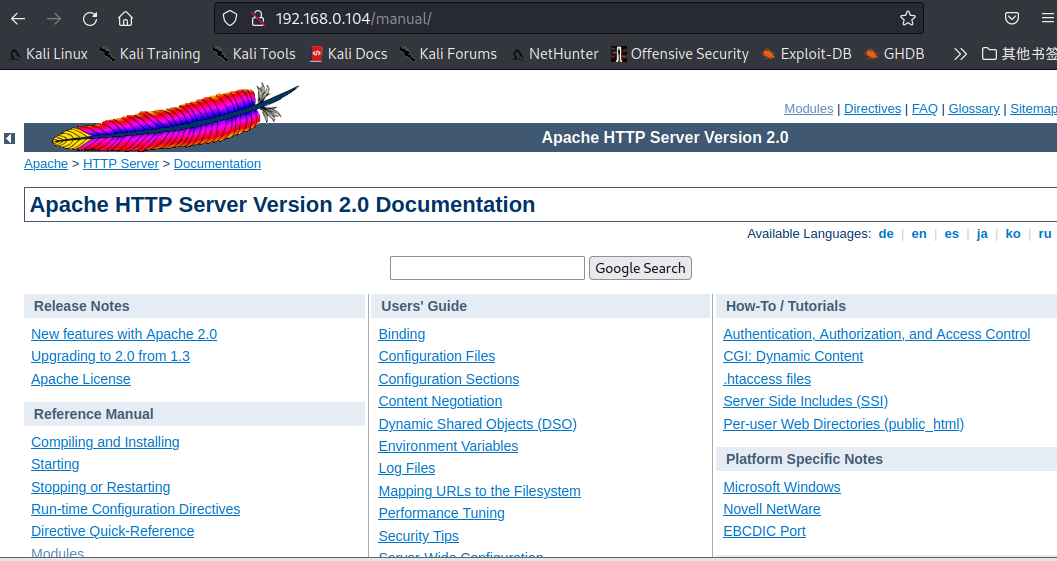 192.168.0.104/manual/
Kali Linux Kali Training Kali Tools Kali Docs Kali Forums NetHunter Offensive Security Exploit-DB GHDB 其他书签
Modules | Directives | FAQ | Glossary | Sitemap
Apache HTTP Server Version 2.0
Apache > HTTP Server > Documentation
Apache HTTP Server Version 2.0 Documentation
Available Languages: de | en | es | ja | ko | ru
Google Search
Release Notes
New features with Apache 2.0
Upgrading to 2.0 from 1.3
Apache License
Reference Manual
Compiling and Installing
Starting
Stopping or Restarting
Run-time Configuration Directives
Directive Quick-Reference
Modules
Users' Guide
Binding
Configuration Files
Configuration Sections
Content Negotiation
Dynamic Shared Objects (DSO)
Environment Variables
Log Files
Mapping URLs to the Filesystem
Performance Tuning
Security Tips
Server-Wide Configuration
How-To / Tutorials
Authentication, Authorization, and Access Control
CGI: Dynamic Content
.htaccess files
Server Side Includes (SSI)
Per-user Web Directories (public_html)
Platform Specific Notes
Microsoft Windows
Novell NetWare
EBCDIC Port